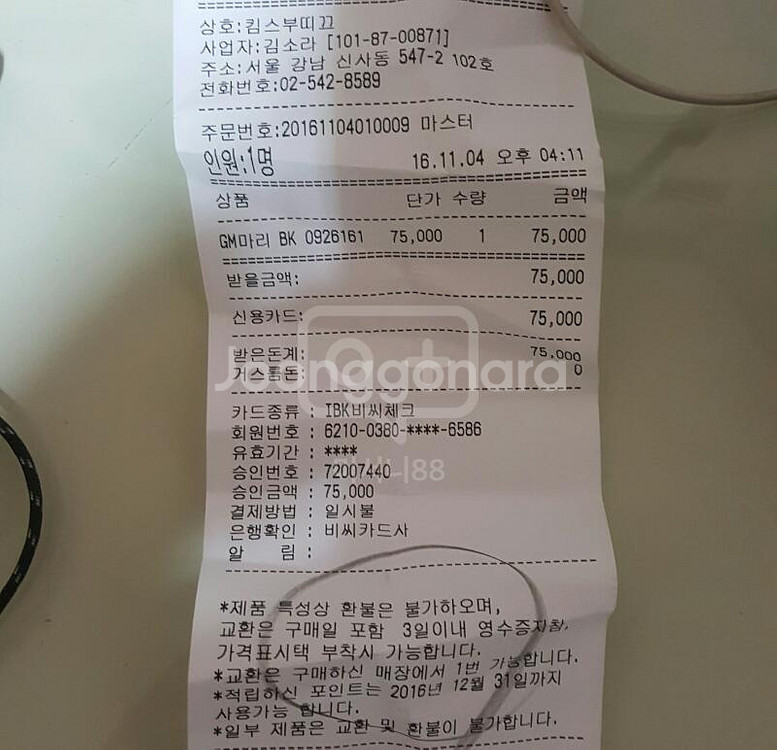 상호:킴스부띠끄
사업자:김소라 [101-87-00871]
주소:서울 강남 신사동 547-2 102호
전화번호:02-542-8589
주문번호:20161104010009 마스터
인원:1명 16.11.04 오후 04:11
상품 단가 수량 금액
GM마리 BK 0926161 75,000 1 75,000
받을금액: 75,000
신용카드: 75,000
받은돈계: 75,000
거스름돈: 0
Joonggonara
카드종류 : IBK비씨체크
회원번호 : 6210-0380-****-6586
유효기간 : ****
승인번호 : 72007440
승인금액 : 75,000
결제방법 : 일시불
은행확인 : 비씨카드사
알 림 :
*제품 특성상 환불은 불가하오며,
교환은 구매일 포함 3일이내 영수증지참,
가격표시택 부착시 가능합니다.
*교환은 구매하신 매장에서 1번 가능합니다.
*적립하신 포인트는 2016년 12월 31일까지
사용가능 합니다.
*일부 제품은 교환 및 환불이 불가합니다.